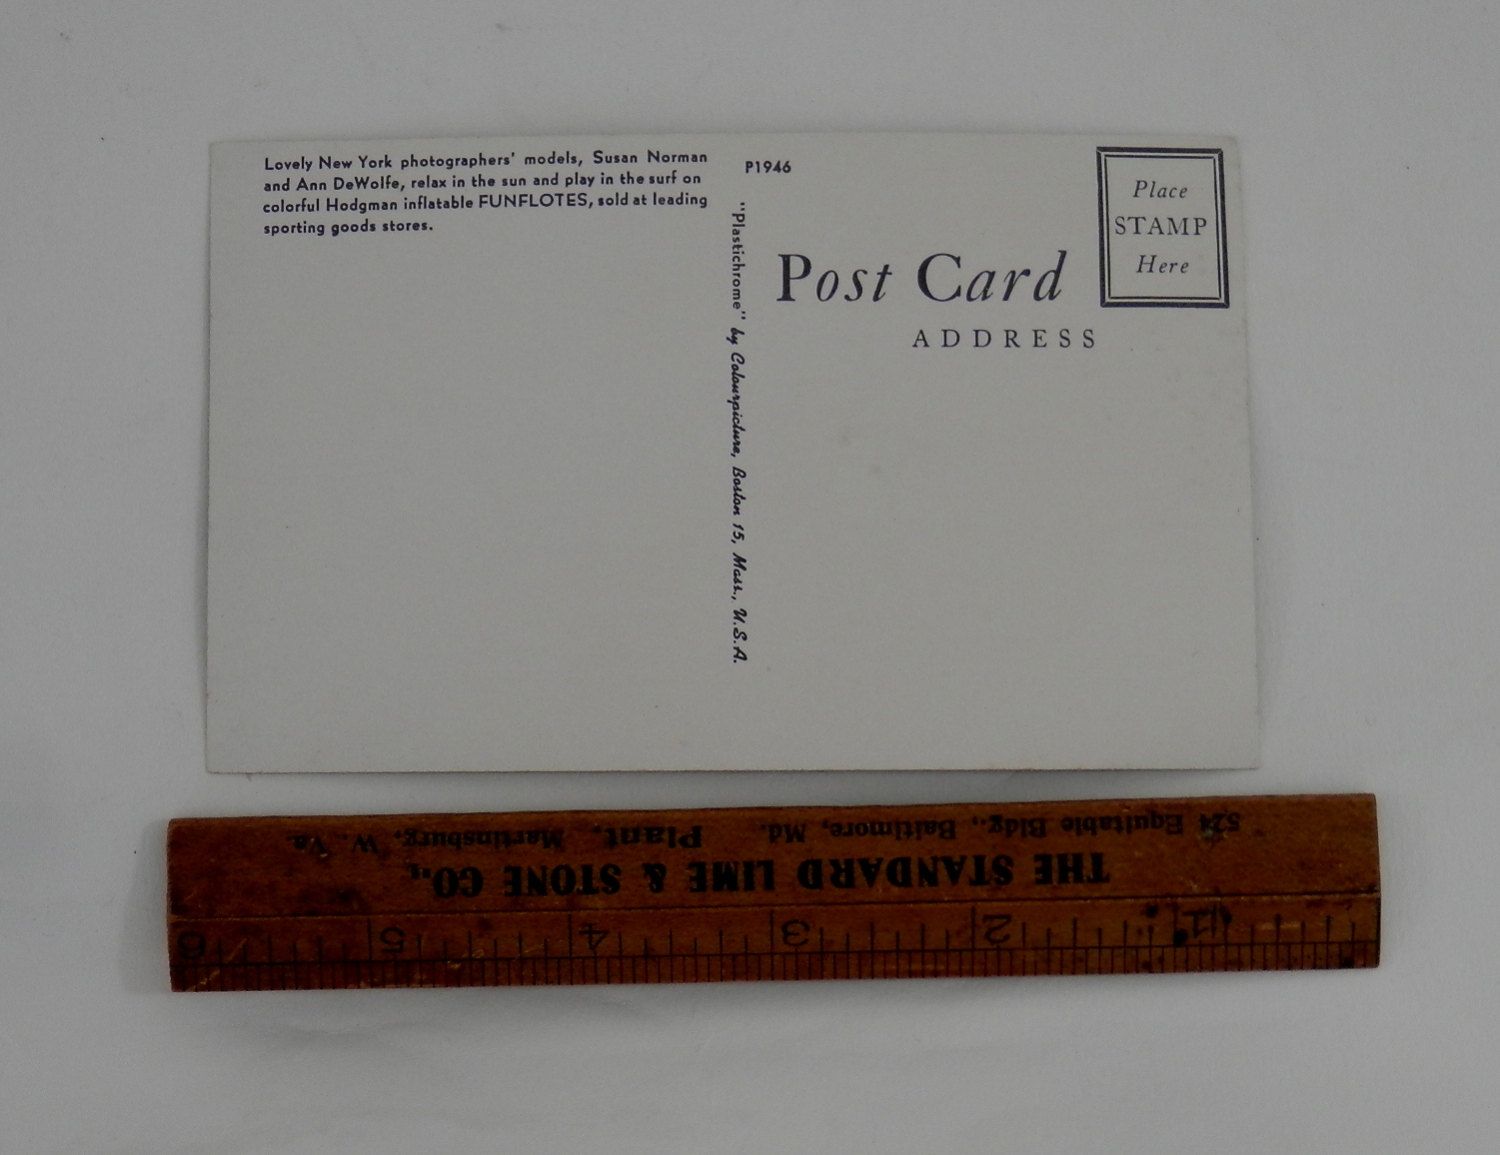 Lovely New York photographers' models, Susan Norman
and Ann DeWolfe, relax in the sun and play in the surf on
colorful Hodgman inflatable FUNFLOTES, sold at leading
sporting goods stores.
P1946
"Plastichrome" by Colourpicture, Boston 15, Mass., U.S.A.
Place
STAMP
Here
Post Card
ADDRESS
THE STANDARD LIME & STONE CO.,
524 Equitable Bldg., Baltimore, Md. Plant, Martinsburg, W. Va.
1 2 3 4 5 6